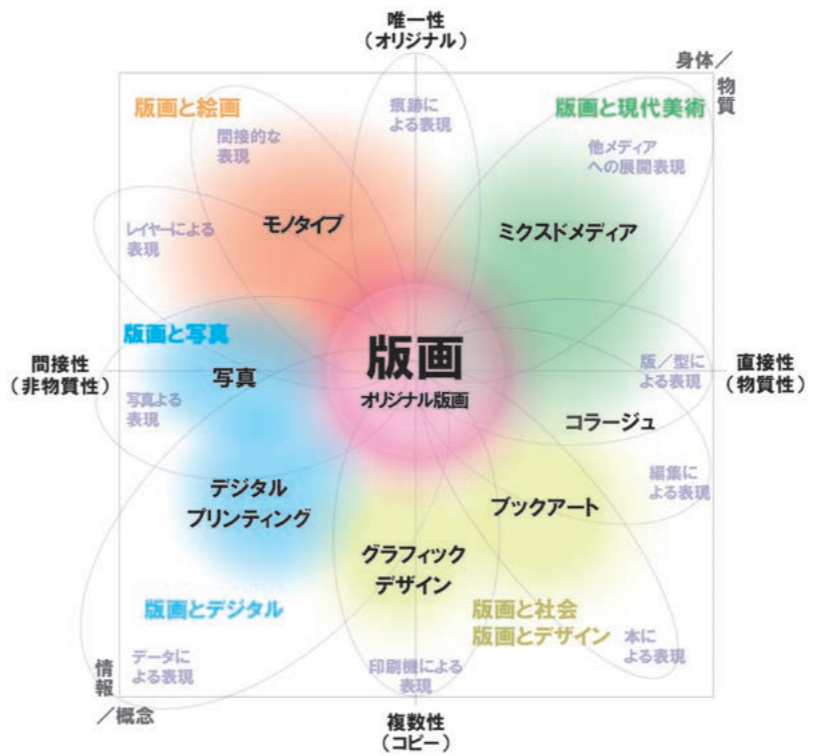 唯一性
（オリジナル）
身体／
物質
版画と絵画
痕跡に
よる表現
版画と現代美術
間接的な
表現
他メディア
への展開表現
モノタイプ
ミクスドメディア
レイヤーによる
表現
版画と写真
版画
オリジナル版画
間接性
（非物質性）
写真
版／型に
よる表現
直接性
（物質性）
写真よる
表現
コラージュ
編集に
よる表現
デジタル
プリンティング
ブックアート
グラフィック
デザイン
版画とデジタル
版画と社会
版画とデザイン
本に
よる表現
データに
よる表現
印刷機による
表現
情報
／概念
複数性
（コピー）